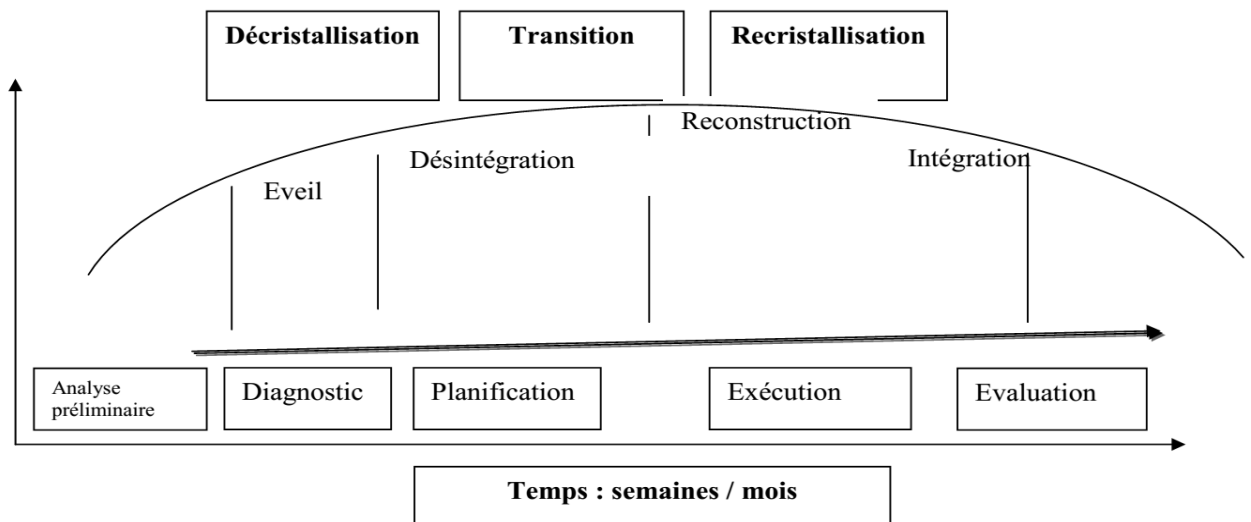 Décristallisation
Transition
Recristallisation
Reconstruction
Désintégration
Intégration
Eveil
Analyse
préliminaire
Diagnostic
Planification
Exécution
Evaluation
Temps : semaines / mois